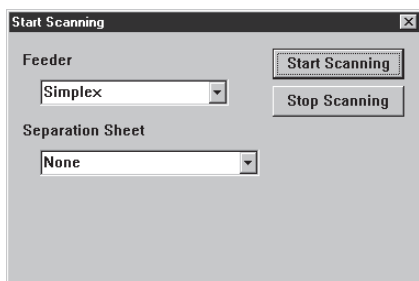 Start Scanning
Feeder
Simplex
Separation Sheet
None
Start Scanning
Stop Scanning